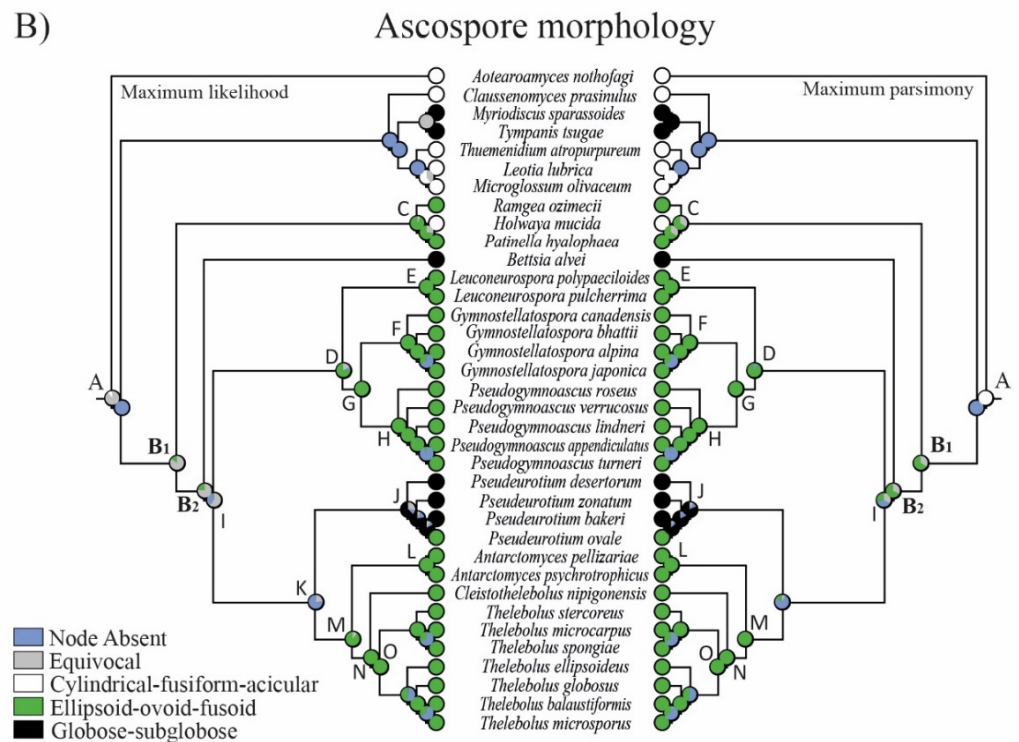 B)
Ascospore morphology
Maximum likelihood
Maximum parsimony
Aotearoamyces nothofagi
Claussenomyces prasinulus
Myriodiscus sparassoides
Tympanis tsugae
Thuemenidium atropurpureum
Leotia lubrica
Microglossum olivaceum
Ramgea ozimecii
C C
Holwaya mucida
Patinella hyalophaea
Bettsia alvei
Leuconeurospora polypaeciloides
E E
Leuconeurospora pulcherrima
Gymnostellatospora canadensis
F F
Gymnostellatospora bhattii
Gymnostellatospora alpina
D D
Gymnostellatospora japonica
A A
Pseudogymnoascus roseus
G G
Pseudogymnoascus verrucosus
Pseudogymnoascus lindneri
H H
Pseudogymnoascus appendiculatus
B1 B1
Pseudogymnoascus turneri
Pseudeurotium desertorum
J J
B2 B2
Pseudeurotium zonatum
I I
Pseudeurotium bakeri
Pseudeurotium ovale
Antarctomyces pellizariae
L L
Antarctomyces psychrotrophicus
K
Cleistothelebolus nipigonensis
Thelebolus stercoreus
M M
Thelebolus microcarpus
O O
Thelebolus spongiae
N N
Thelebolus ellipsoideus
Thelebolus globosus
Thelebolus balaustiformis
Thelebolus microsporus
Node Absent
Equivocal
Cylindrical-fusiform-acicular
Ellipsoid-ovoid-fusoid
Globose-subglobose